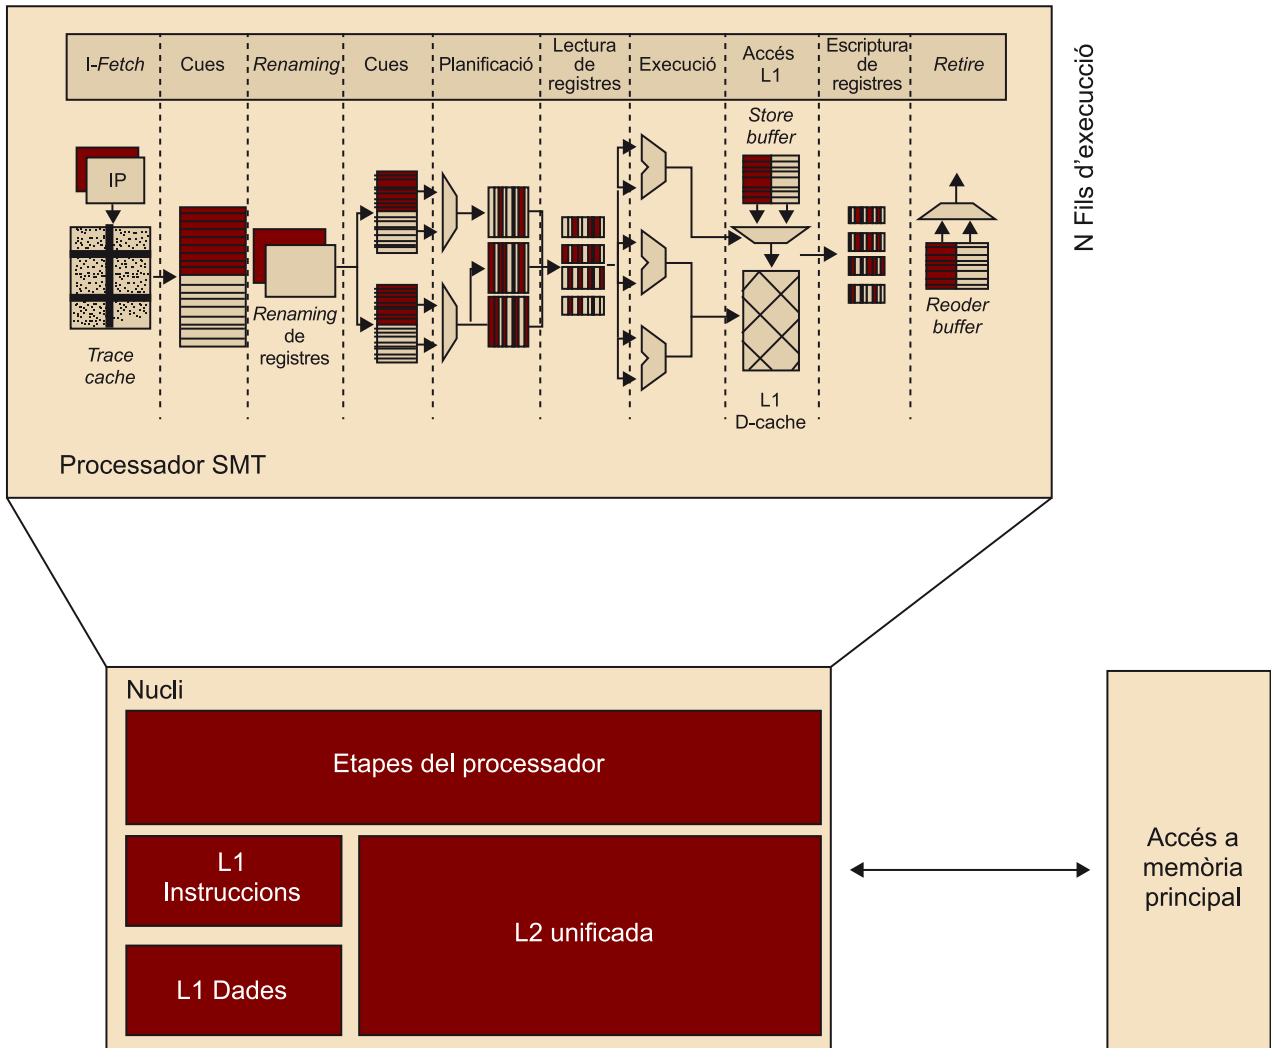 I-Fetch
Cues
Renaming
Cues
Planificació
Lectura
de
registres
Execució
Accés
L1
Escriptura
de
registres
Retire
N Fils d'execucció
IP
Trace
cache
Renaming
de
registres
Store
buffer
L1
D-cache
Reoder
buffer
Processador SMT
Nucli
Etapes del processador
L1
Instruccions
L1 Dades
L2 unificada
Accés a
memòria
principal